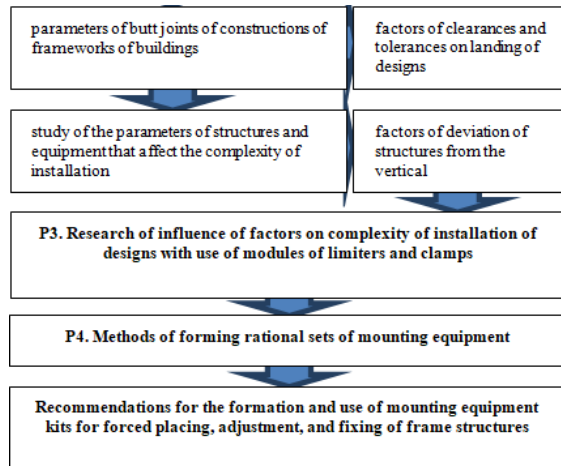 parameters of butt joints of constructions of
frameworks of buildings
factors of clearances and
tolerances on landing of
designs
study of the parameters of structures and
equipment that affect the complexity of
installation
factors of deviation of
structures from the
vertical
P3. Research of influence of factors on complexity of installation of
designs with use of modules of limiters and clamps
P4. Methods of forming rational sets of mounting equipment
Recommendations for the formation and use of mounting equipment
kits for forced placing, adjustment, and fixing of frame structures